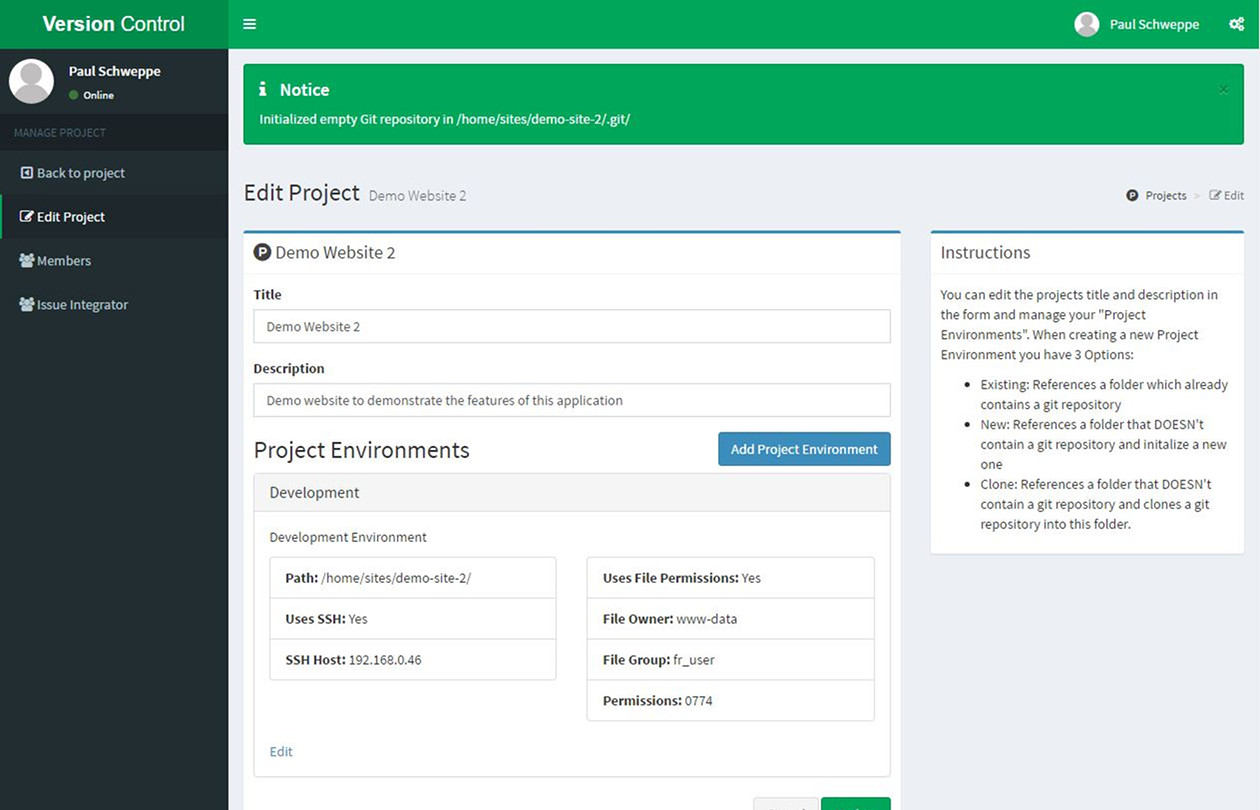 Version Control
Paul Schweppe
Paul Schweppe
Online
MANAGE PROJECT
Back to project
Edit Project
Members
Issue Integrator
Notice
×
Initialized empty Git repository in /home/sites/demo-site-2/.git/
Edit Project Demo Website 2
Projects > Edit
Demo Website 2
Title
Demo Website 2
Description
Demo website to demonstrate the features of this application
Project Environments
Add Project Environment
Development
Development Environment
Path: /home/sites/demo-site-2/
Uses SSH: Yes
SSH Host: 192.168.0.46
Uses File Permissions: Yes
File Owner: www-data
File Group: fr_user
Permissions: 0774
Edit
Instructions
You can edit the projects title and description in
the form and manage your "Project
Environments". When creating a new Project
Environment you have 3 Options:
• Existing: References a folder which already
contains a git repository
• New: References a folder that DOESN't
contain a git repository and initalize a new
one
• Clone: References a folder that DOESN't
contain a git repository and clones a git
repository into this folder.